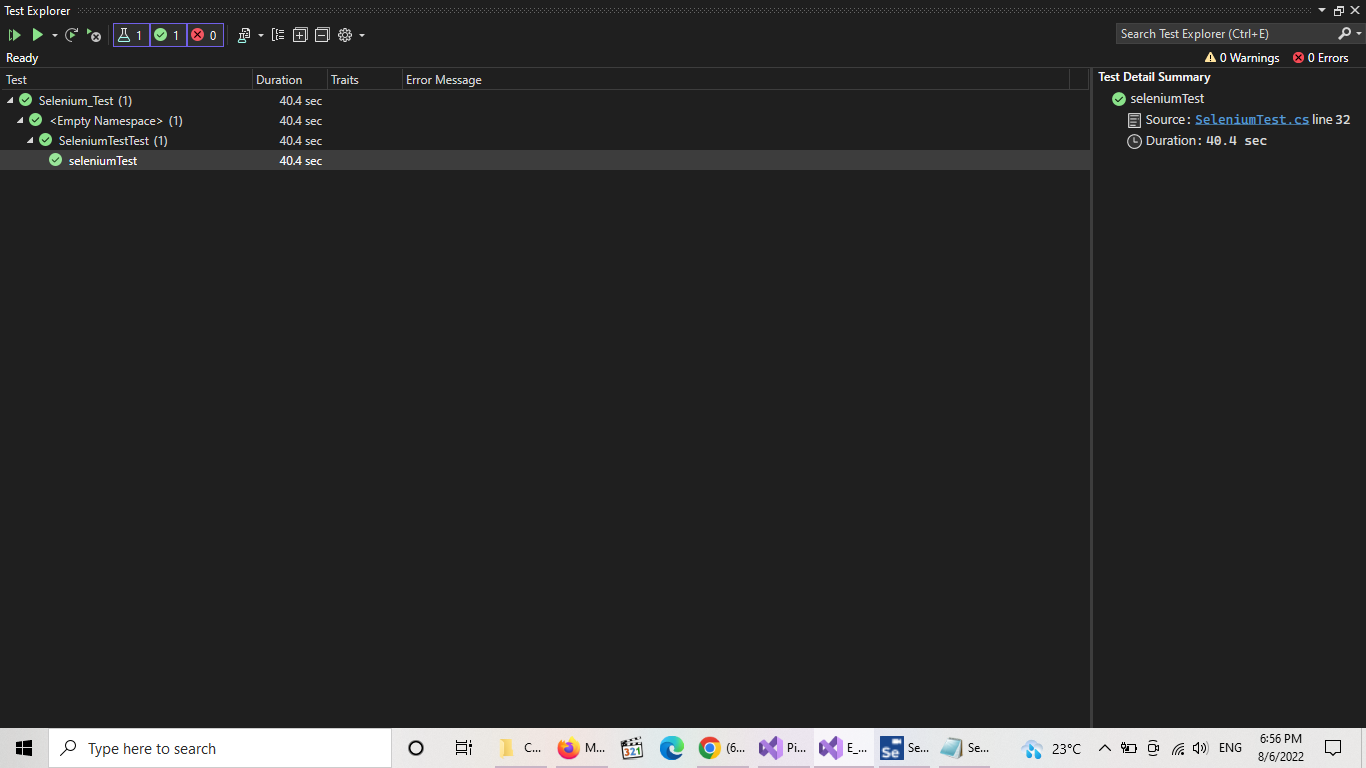 Test Explorer
1 1 0
Search Test Explorer (Ctrl+E)
Ready
0 Warnings 0 Errors
Test Duration Traits Error Message
Selenium_Test (1) 40.4 sec
<Empty Namespace> (1) 40.4 sec
SeleniumTestTest (1) 40.4 sec
seleniumTest 40.4 sec
Test Detail Summary
seleniumTest
Source: SeleniumTest.cs line 32
Duration: 40.4 sec
Type here to search
C...
M...
321
(6...
Pi...
E_...
Se
Se...
Se...
23°C
ENG
6:56 PM
8/6/2022